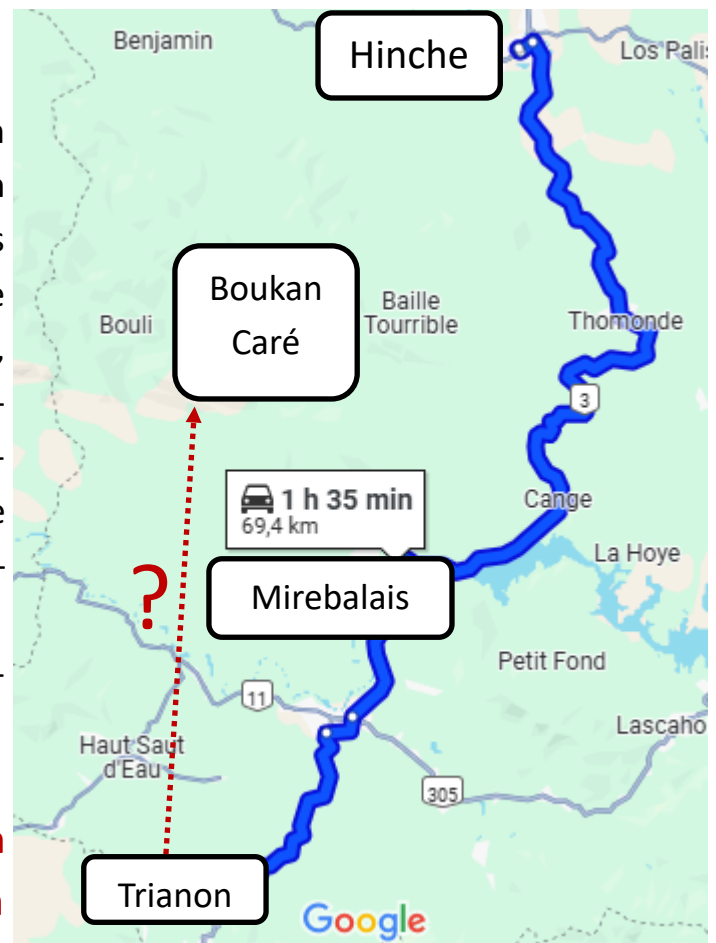 Benjamin
Hinche
Los Palis
Boukan
Caré
Baille
Tourrible
Bouli
Thomonde
3
1 h 35 min
69,4 km
Cange
La Hoye
?
Mirebalais
Petit Fond
11
Lascaho
Haut Saut
d'Eau
305
Trianon
Google